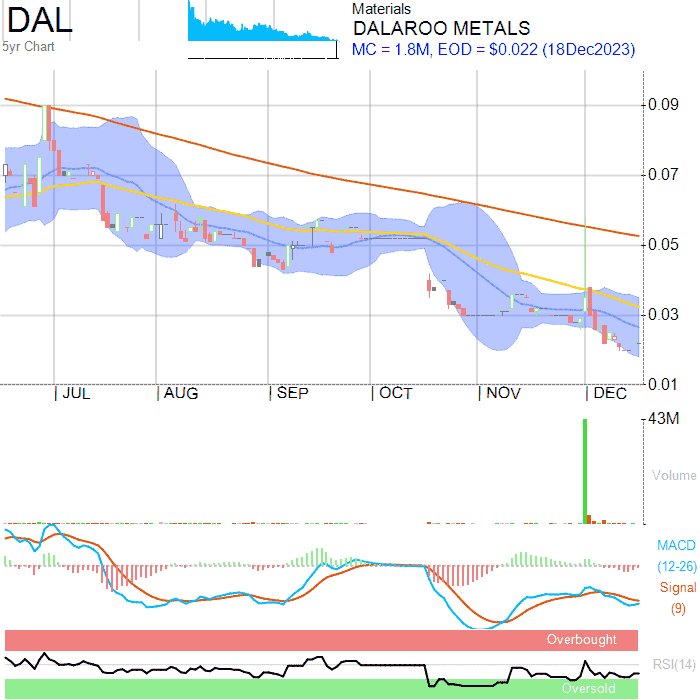 DAL
5yr Chart
Materials
DALAROO METALS
MC = 1.8M, EOD = $0.022 (18Dec2023)
0.09
0.07
0.05
0.03
0.01
JUL AUG SEP OCT NOV DEC
43M
Volume
MACD
(12-26)
Signal
(9)
Overbought
RSI(14)
Oversold